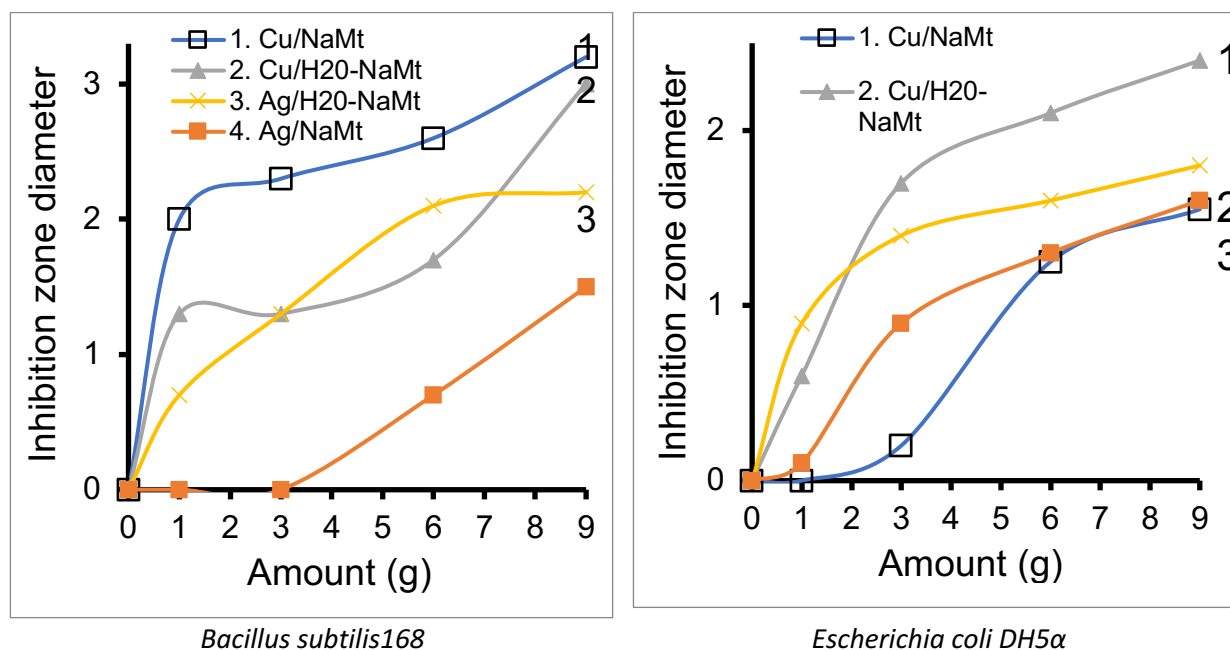 1. Cu/NaMt
2. Cu/H20-NaMt
3. Ag/H20-NaMt
4. Ag/NaMt
Inhibition zone diameter
3
2
1
0
1
2
3
0 1 2 3 4 5 6 7 8 9
Amount (g)
Bacillus subtilis168
1. Cu/NaMt
2. Cu/H20-
NaMt
Inhibition zone diameter
2
1
0
1
2
3
0 1 2 3 4 5 6 7 8 9
Amount (g)
Escherichia coli DH5α